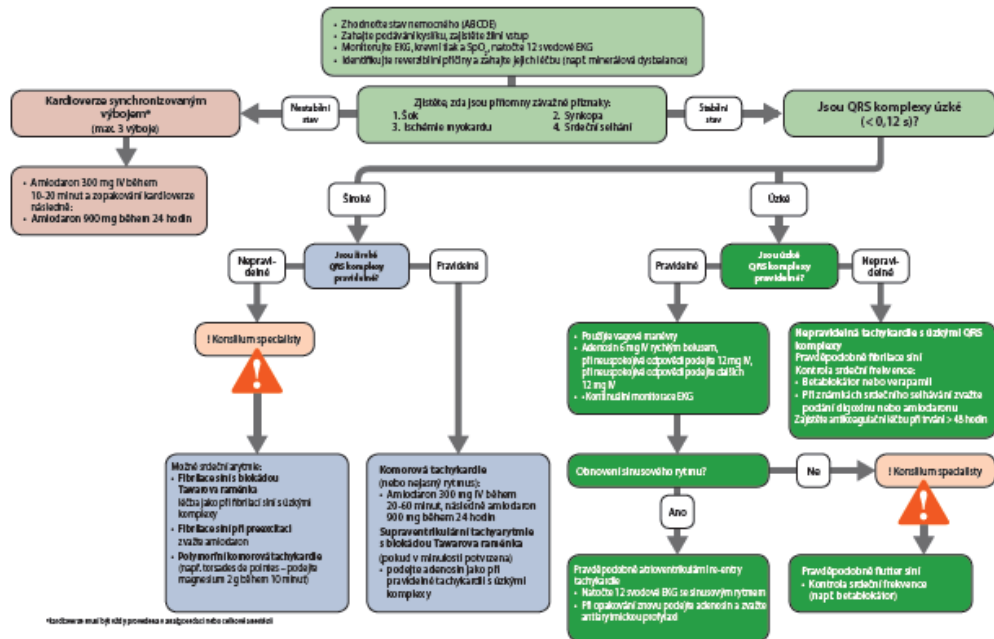 • Zhodnoťte stav nemocného (ABCDE)
• Zahajte podávání kyslíku, zajistěte žilní vstup
• Monitorujte EKG, krevní tlak a SpO₂, natočte 12 svodové EKG
• Identifikujte reverzibilní příčiny a zahajte jejich léčbu (např. minerálová dysbalance)
Kardioverze synchronizovaným
výbojem*
(max. 3 výboje)
Nestabilní
stav
Zjistěte, zda jsou přítomny závažné příznaky:
1. Šok 2. Synkopa
3. Ischémie myokardu 4. Srdeční selhání
Stabilní
stav
Jsou QRS komplexy úzké
(< 0,12 s)?
• Amiodaron 300 mg IV během
10-20 minut a zopakování kardioverze
následně:
• Amiodaron 900 mg během 24 hodin
Široké
Úzké
Nepravi-
delné
Jsou široké
QRS komplexy
pravidelné?
Pravidelné
Pravidelné
Jsou úzké
QRS komplexy
pravidelné?
Nepravi-
delné
! Konsilium specialisty
• Použijte vagové manévry
• Adenosin 6 mg IV rychlým bolusem,
při neuspokojivé odpovědi podejte 12 mg IV,
při neuspokojivé odpovědi podejte dalších
12 mg IV
• •Kontinuální monitorace EKG
Nepravidelná tachykardie s úzkými QRS
komplexy
Pravděpodobně fibrilace síní
Kontrola srdeční frekvence:
• Betablokátor nebo verapamil
• Při známkách srdečního selhávání zvažte
podání digoxinu nebo amiodaronu
Zajistěte antikoagulační léčbu při trvání > 48 hodin
Možné srdeční arytmie:
• Fibrilace síní s blokádou
Tawarova raménka
léčba jako při fibrilaci síní s úzkými
komplexy
• Fibrilace síní při preexcitaci
zvažte amiodaron
• Polymorfní komorová tachykardie
(např. torsades de pointes – podejte
magnesium 2 g během 10 minut)
Komorová tachykardie
(nebo nejasný rytmus):
• Amiodaron 300 mg IV během
20-60 minut, následně amiodaron
900 mg během 24 hodin
Supraventrikulární tachyarytmie
s blokádou Tawarova raménka
(pokud v minulosti potvrzena)
• podejte adenosin jako při
pravidelné tachykardii s úzkými
komplexy
Obnovení sinusového rytmu?
Ne
! Konsilium specialisty
Ano
Pravděpodobně atrioventrikulární re-entry
tachykardie
• Natočte 12 svodové EKG se sinusovým rytmem
• Při opakování znovu podejte adenosin a zvažte
antiarytmickou profylaxi
Pravděpodobně flutter síní
• Kontrola srdeční frekvence
(např. betablokátor)
*Kardioverze musí být vždy provedena v analgosedaci nebo celkové anestézii